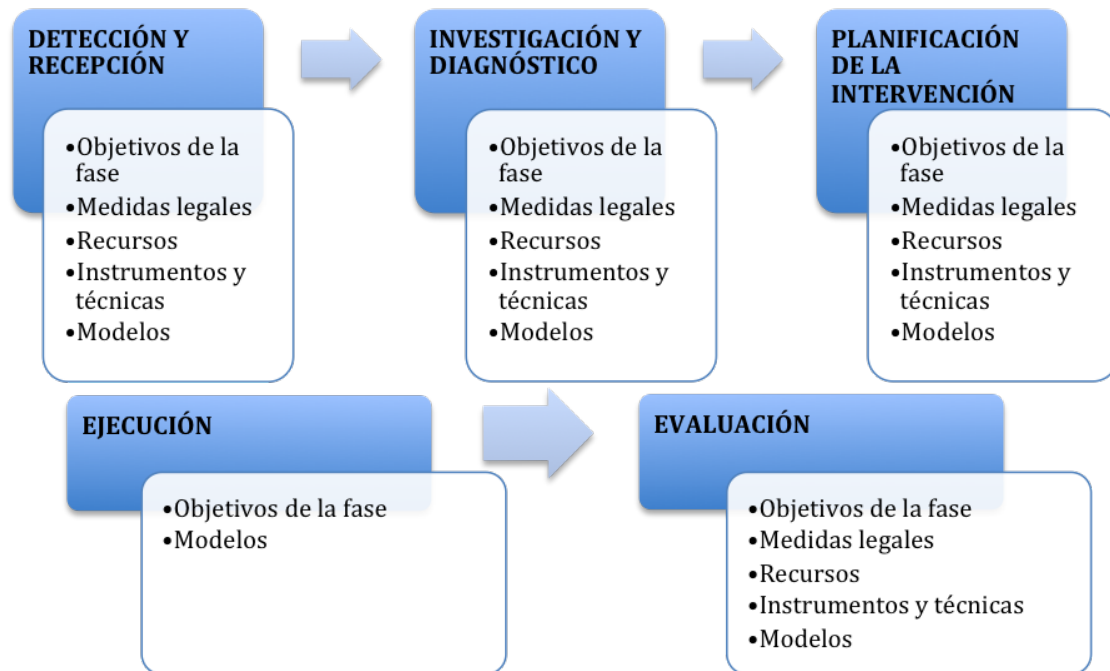 DETECCIÓN Y
RECEPCIÓN
•Objetivos de la
fase
•Medidas legales
•Recursos
•Instrumentos y
técnicas
•Modelos
INVESTIGACIÓN Y
DIAGNÓSTICO
•Objetivos de la
fase
•Medidas legales
•Recursos
•Instrumentos y
técnicas
•Modelos
PLANIFICACIÓN
DE LA
INTERVENCIÓN
•Objetivos de la
fase
•Medidas legales
•Recursos
•Instrumentos y
técnicas
•Modelos
EJECUCIÓN
•Objetivos de la fase
•Modelos
EVALUACIÓN
•Objetivos de la fase
•Medidas legales
•Recursos
•Instrumentos y técnicas
•Modelos